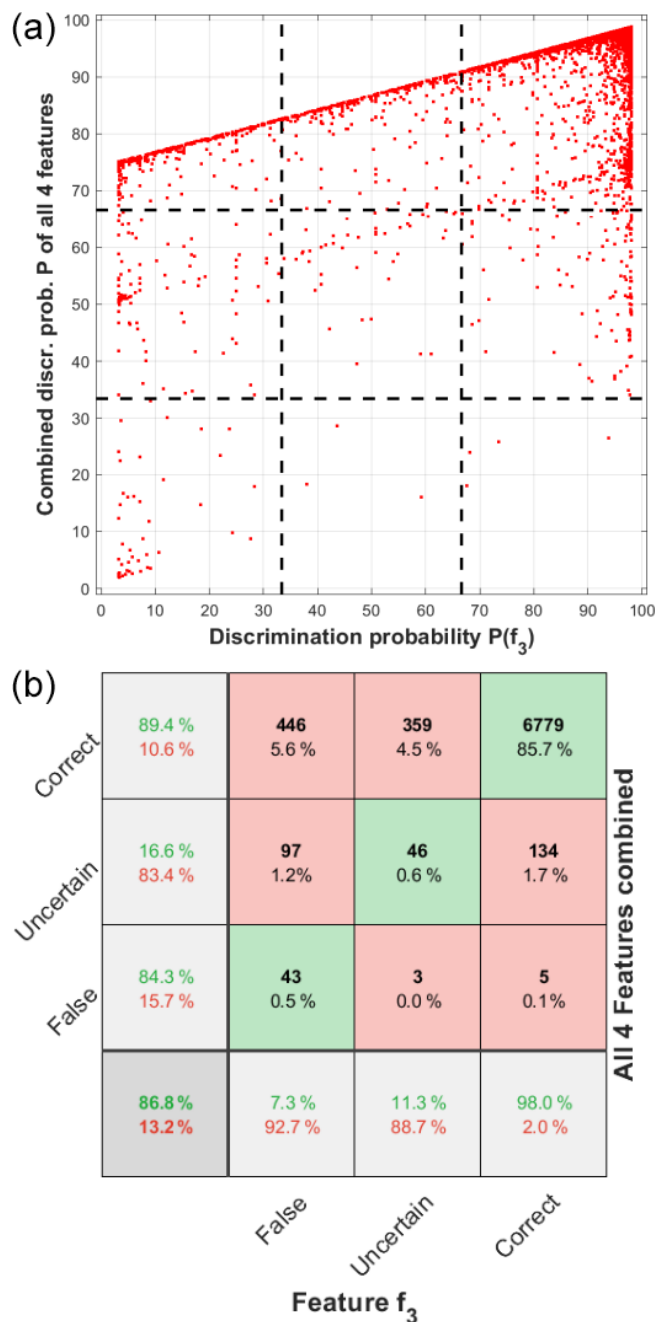 (a)
Combined discr. prob. P of all 4 features
100
90
80
70
60
50
40
30
20
10
0
0 10 20 30 40 50 60 70 80 90 100
Discrimination probability P(f3)
(b)
Correct
89.4 % 446 359 6779
10.6 % 5.6 % 4.5 % 85.7 %
Uncertain
16.6 % 97 46 134
83.4 % 1.2% 0.6 % 1.7 %
False
84.3 % 43 3 5
15.7 % 0.5 % 0.0 % 0.1 %
All 4 Features combined
86.8 % 7.3 % 11.3 % 98.0 %
13.2 % 92.7 % 88.7 % 2.0 %
False Uncertain Correct
Feature f3